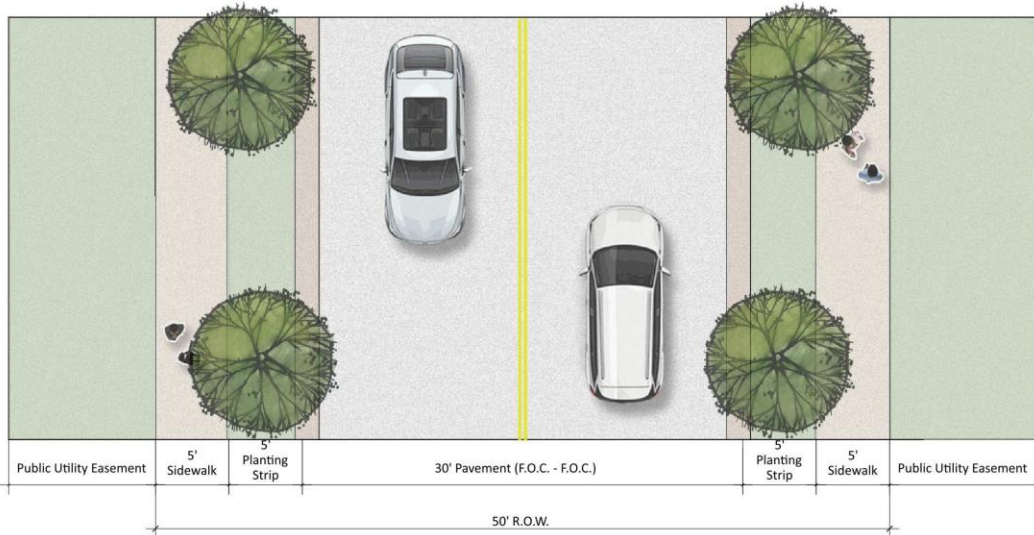 Public Utility Easement
5'
Sidewalk
5'
Planting
Strip
30' Pavement (F.O.C. - F.O.C.)
5'
Planting
Strip
5'
Sidewalk
Public Utility Easement
50' R.O.W.